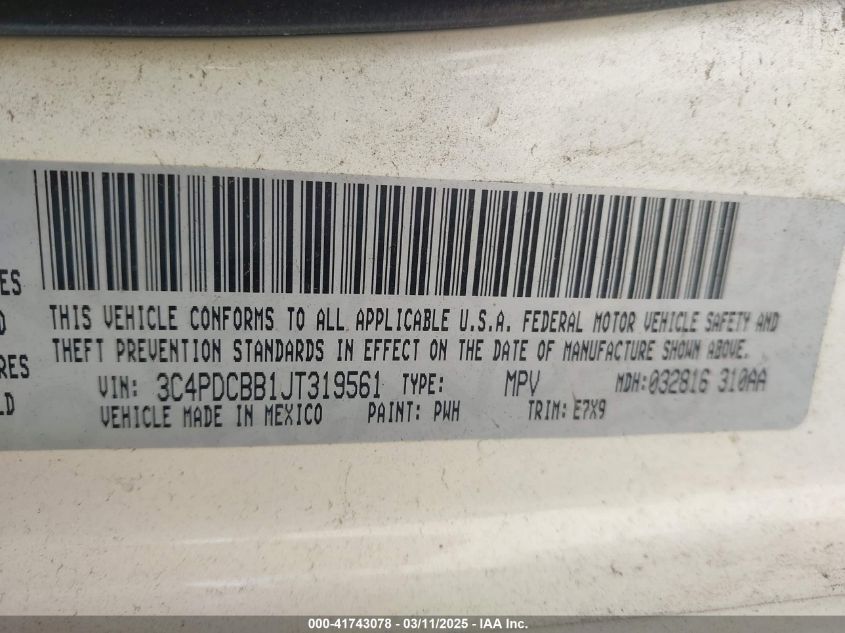 ES
THIS VEHICLE CONFORMS TO ALL APPLICABLE U.S.A. FEDERAL MOTOR VEHICLE SAFETY AND
D
THEFT PREVENTION STANDARDS IN EFFECT ON THE DATE OF MANUFACTURE SHOWN ABOVE.
RES
VIN: 3C4PDCBB1JT319561 TYPE: MPV MDH:032816 310AA
LD
VEHICLE MADE IN MEXICO PAINT: PWH TRIM: E7X9
000-41743078 - 03/11/2025 - IAA Inc.